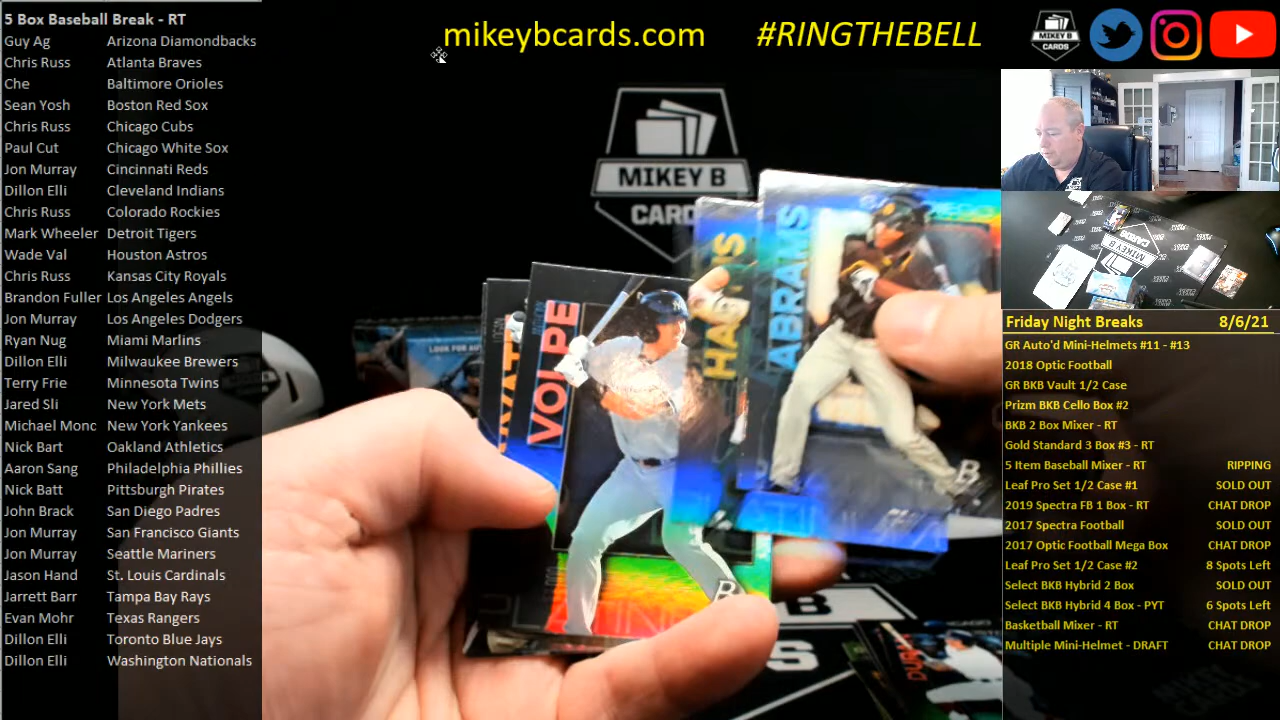 5 Box Baseball Break - RT
Guy Ag Arizona Diamondbacks
Chris Russ Atlanta Braves
Che Baltimore Orioles
Sean Yosh Boston Red Sox
Chris Russ Chicago Cubs
Paul Cut Chicago White Sox
Jon Murray Cincinnati Reds
Dillon Elli Cleveland Indians
Chris Russ Colorado Rockies
Mark Wheeler Detroit Tigers
Wade Val Houston Astros
Chris Russ Kansas City Royals
Brandon Fuller Los Angeles Angels
Jon Murray Los Angeles Dodgers
Ryan Nug Miami Marlins
Dillon Elli Milwaukee Brewers
Terry Frie Minnesota Twins
Jared Sli New York Mets
Michael Monc New York Yankees
Nick Bart Oakland Athletics
Aaron Sang Philadelphia Phillies
Nick Batt Pittsburgh Pirates
John Brack San Diego Padres
Jon Murray San Francisco Giants
Jon Murray Seattle Mariners
Jason Hand St. Louis Cardinals
Jarrett Barr Tampa Bay Rays
Evan Mohr Texas Rangers
Dillon Elli Toronto Blue Jays
Dillon Elli Washington Nationals
mikeybcards.com #RINGTHEBELL
MIKEY B
CARDS
MIKEY B
CARD
ABRAMS
VOLPE
LOOK FOR AU
B
MIKEY B
CARDS
Friday Night Breaks 8/6/21
GR Auto'd Mini-Helmets #11 - #13
2018 Optic Football
GR BKB Vault 1/2 Case
Prizm BKB Cello Box #2
BKB 2 Box Mixer - RT
Gold Standard 3 Box #3 - RT
5 Item Baseball Mixer - RT RIPPING
Leaf Pro Set 1/2 Case #1 SOLD OUT
2019 Spectra FB 1 Box - RT CHAT DROP
2017 Spectra Football SOLD OUT
2017 Optic Football Mega Box CHAT DROP
Leaf Pro Set 1/2 Case #2 8 Spots Left
Select BKB Hybrid 2 Box SOLD OUT
Select BKB Hybrid 4 Box - PYT 6 Spots Left
Basketball Mixer - RT CHAT DROP
Multiple Mini-Helmet - DRAFT CHAT DROP